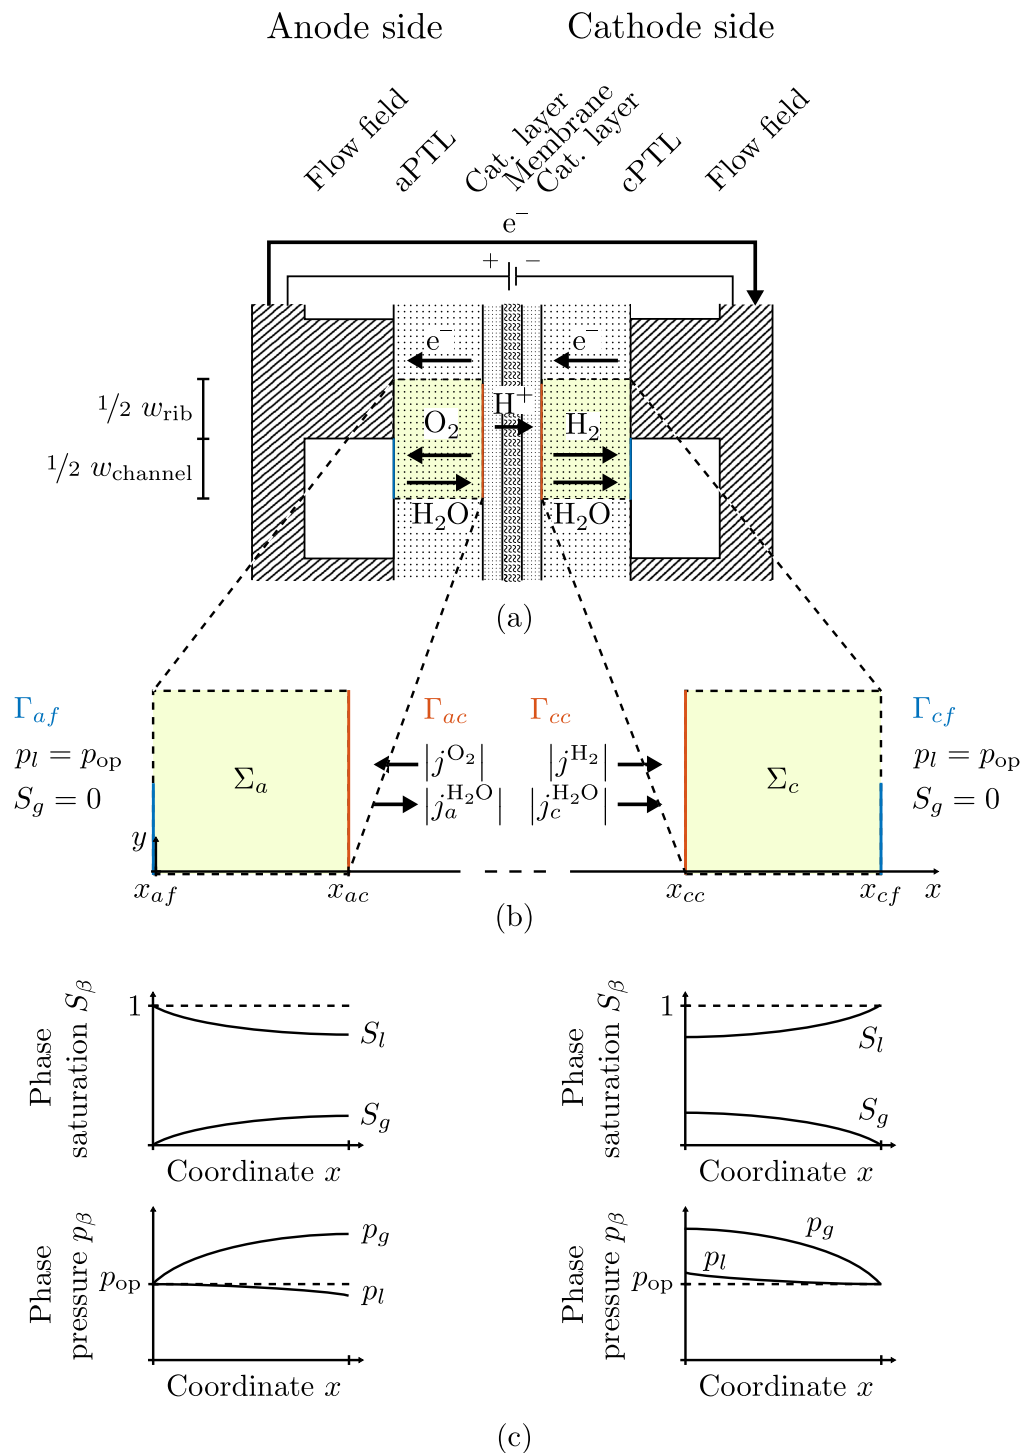 Anode side
Cathode side
Flow field
aPTL
Cat. layer
Membrane
Cat. layer
cPTL
Flow field
e⁻
+
−
e⁻
e⁻
1/2 w_rib
1/2 w_channel
O₂
H⁺
H₂
H₂O
H₂O
(a)
Γ_af
p_l = p_op
S_g = 0
Σ_a
Γ_ac
|j^{O₂}|
|j_a^{H₂O}|
Γ_cc
|j^{H₂}|
|j_c^{H₂O}|
Σ_c
Γ_cf
p_l = p_op
S_g = 0
y
x_af
x_ac
x_cc
x_cf
x
(b)
Phase
saturation S_β
1
S_l
S_g
Coordinate x
Phase
saturation S_β
1
S_l
S_g
Coordinate x
Phase
pressure p_β
p_op
p_g
p_l
Coordinate x
Phase
pressure p_β
p_op
p_g
p_l
Coordinate x
(c)